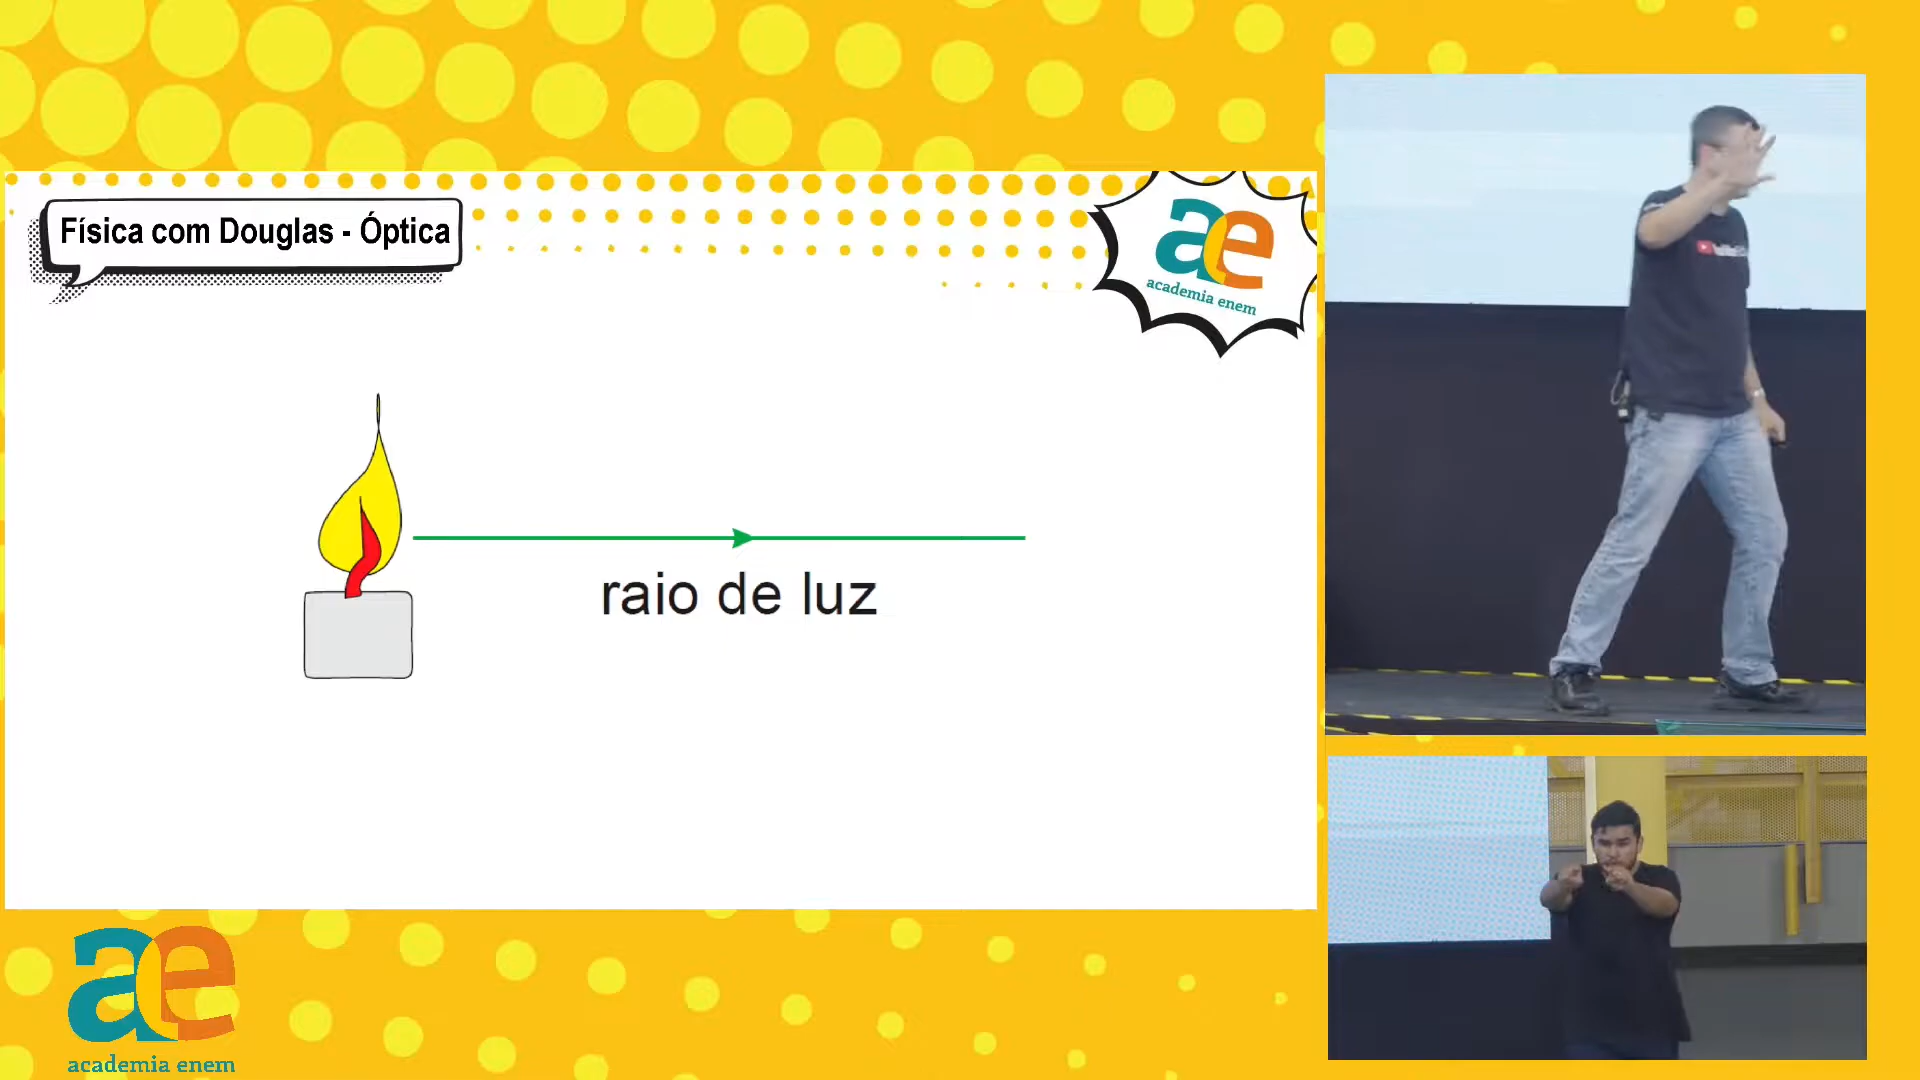 Física com Douglas - Óptica
ae
academia enem
raio de luz
ae
academia enem